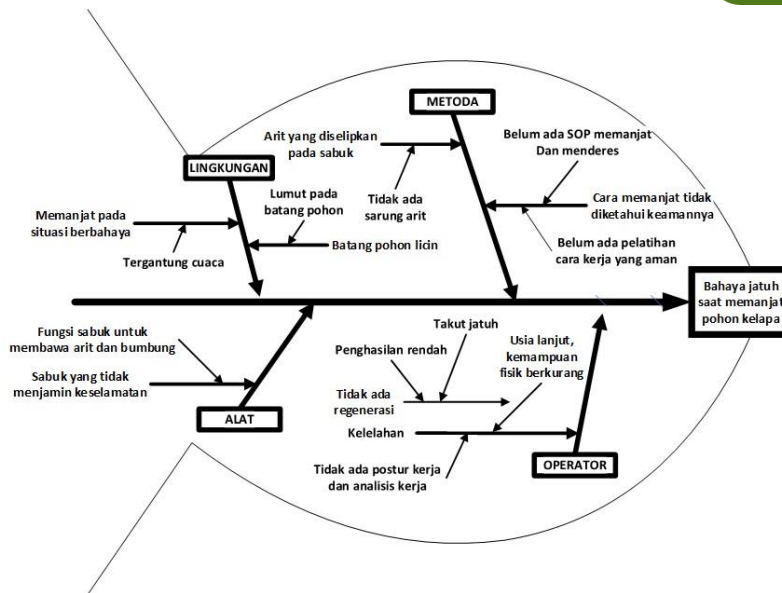 METODA
Arit yang diselipkan
pada sabuk
Tidak ada
sarung arit
Belum ada SOP memanjat
Dan menderes
Cara memanjat tidak
diketahui keamannya
Belum ada pelatihan
cara kerja yang aman
LINGKUNGAN
Memanjat pada
situasi berbahaya
Tergantung cuaca
Lumut pada
batang pohon
Batang pohon licin
Bahaya jatuh
saat memanjat
pohon kelapa
Fungsi sabuk untuk
membawa arit dan bumbung
Sabuk yang tidak
menjamin keselamatan
ALAT
Takut jatuh
Penghasilan rendah
Usia lanjut,
kemampuan
fisik berkurang
Tidak ada
regenerasi
Kelelahan
Tidak ada postur kerja
dan analisis kerja
OPERATOR